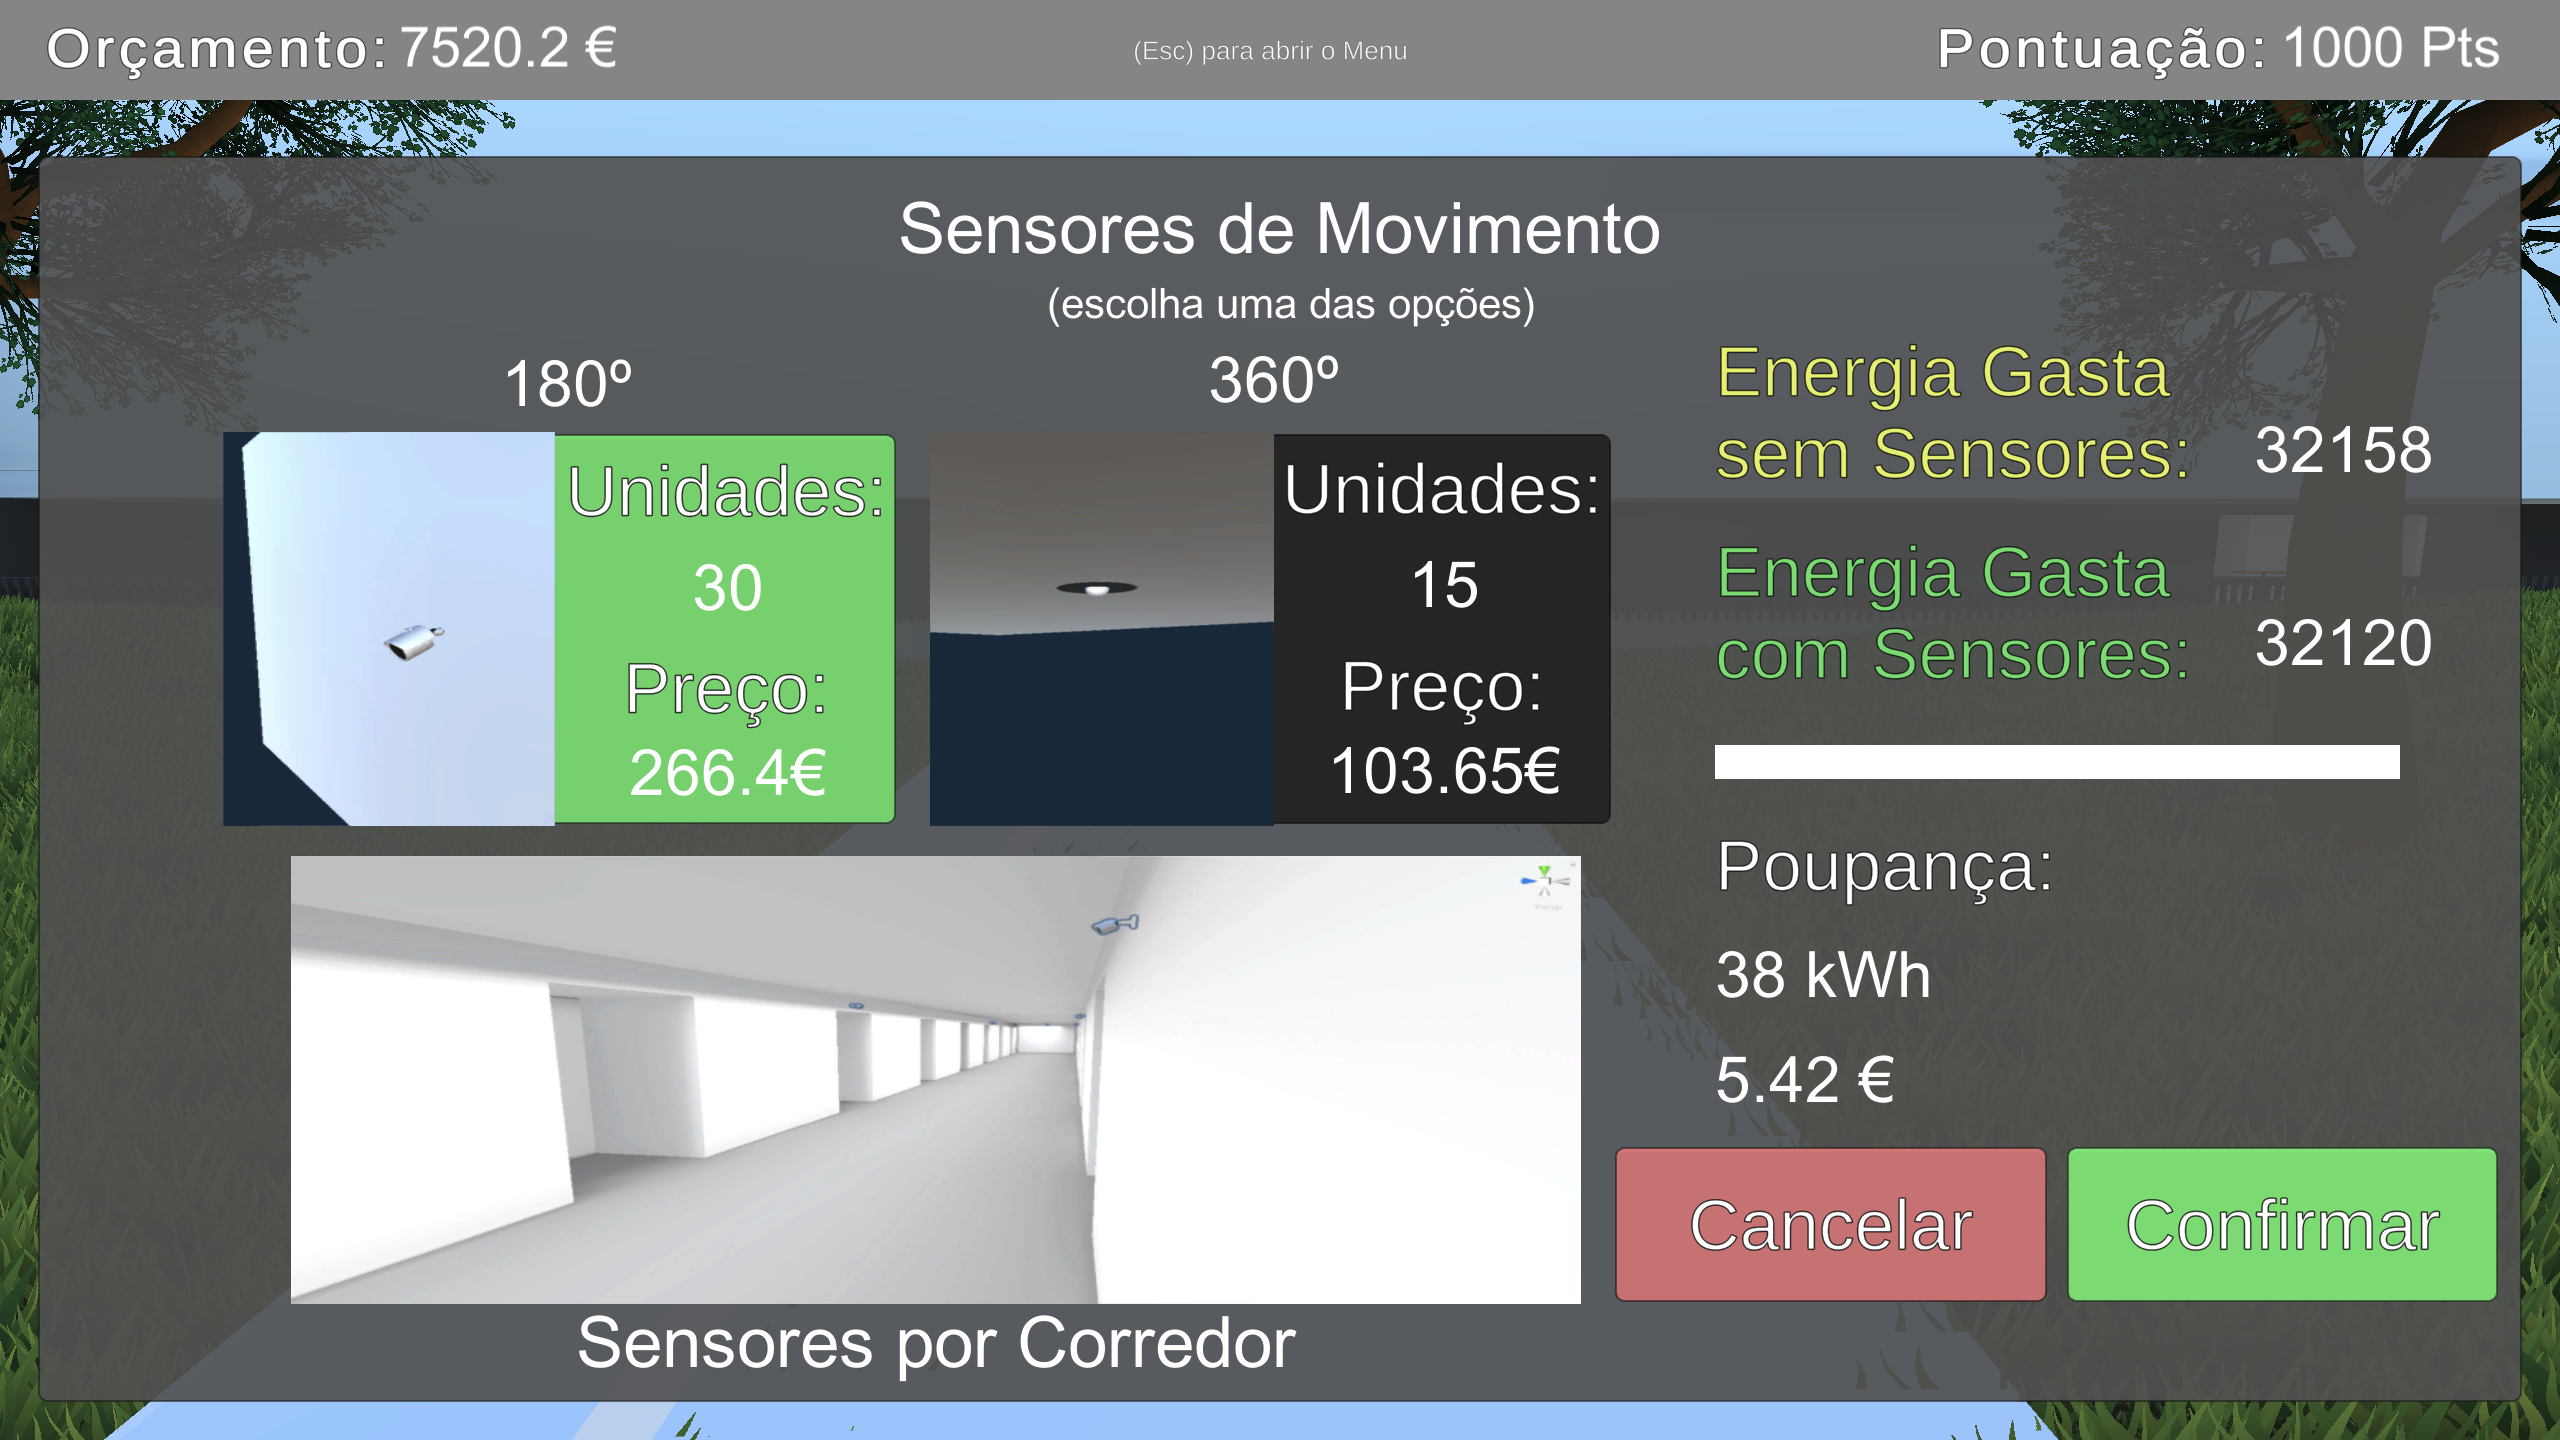 Orçamento: 7520.2 €
(Esc) para abrir o Menu
Pontuação: 1000 Pts
Sensores de Movimento
(escolha uma das opções)
180º
Unidades:
30
Preço:
266.4€
360º
Unidades:
15
Preço:
103.65€
Sensores por Corredor
Energia Gasta
sem Sensores: 32158
Energia Gasta
com Sensores: 32120
Poupança:
38 kWh
5.42 €
Cancelar
Confirmar